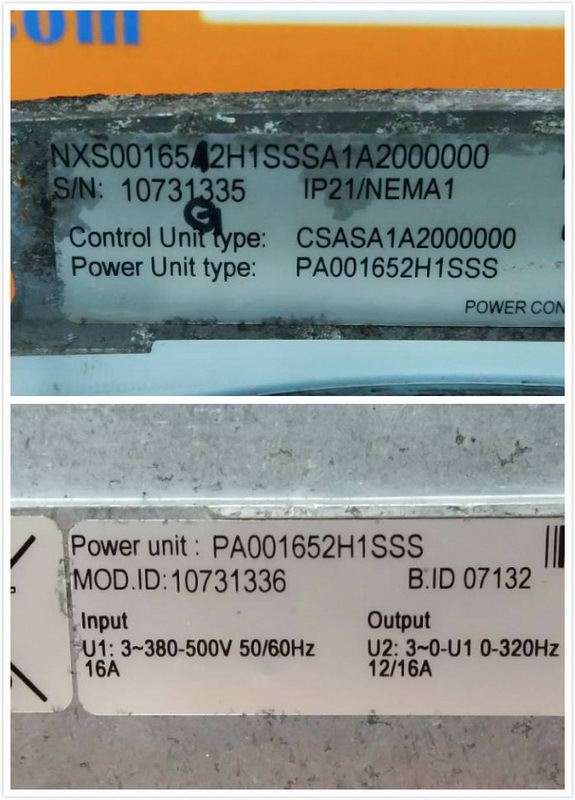 .com
NXS00165A2H1SSSA1A2000000
S/N: 10731335 IP21/NEMA1
Control Unit type: CSASA1A2000000
Power Unit type: PA001652H1SSS
POWER CON
Power unit : PA001652H1SSS
MOD.ID:10731336 B.ID 07132
Input Output
U1: 3~380-500V 50/60Hz U2: 3~0-U1 0-320Hz
16A 12/16A